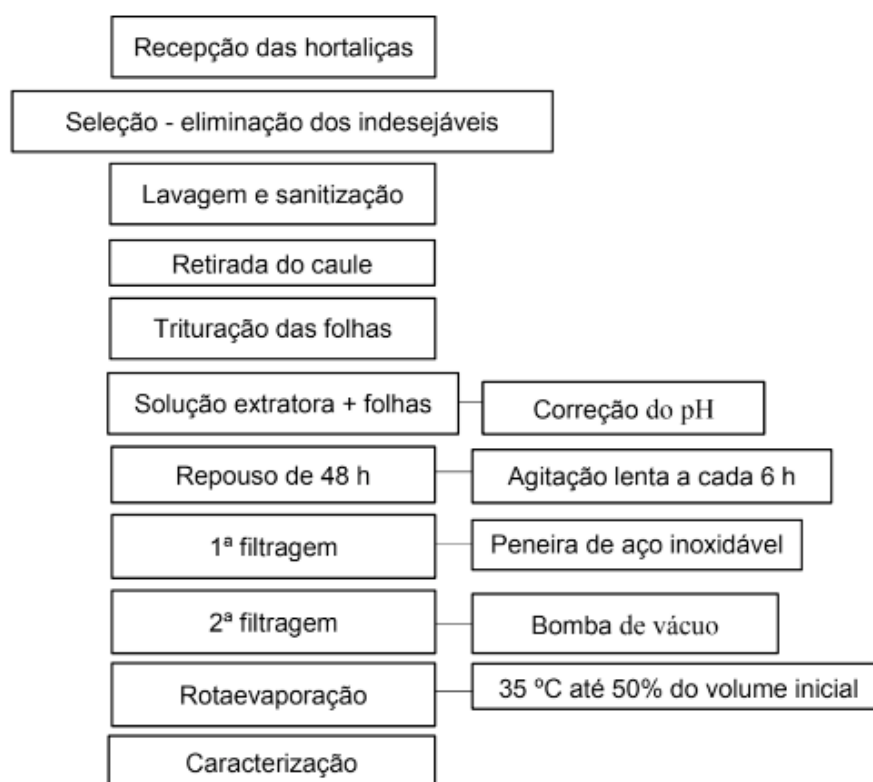 Recepção das hortaliças
Seleção - eliminação dos indesejáveis
Lavagem e sanitização
Retirada do caule
Trituração das folhas
Solução extratora + folhas
Correção do pH
Repouso de 48 h
Agitação lenta a cada 6 h
1ª filtragem
Peneira de aço inoxidável
2ª filtragem
Bomba de vácuo
Rotaevaporação
35 ºC até 50% do volume inicial
Caracterização